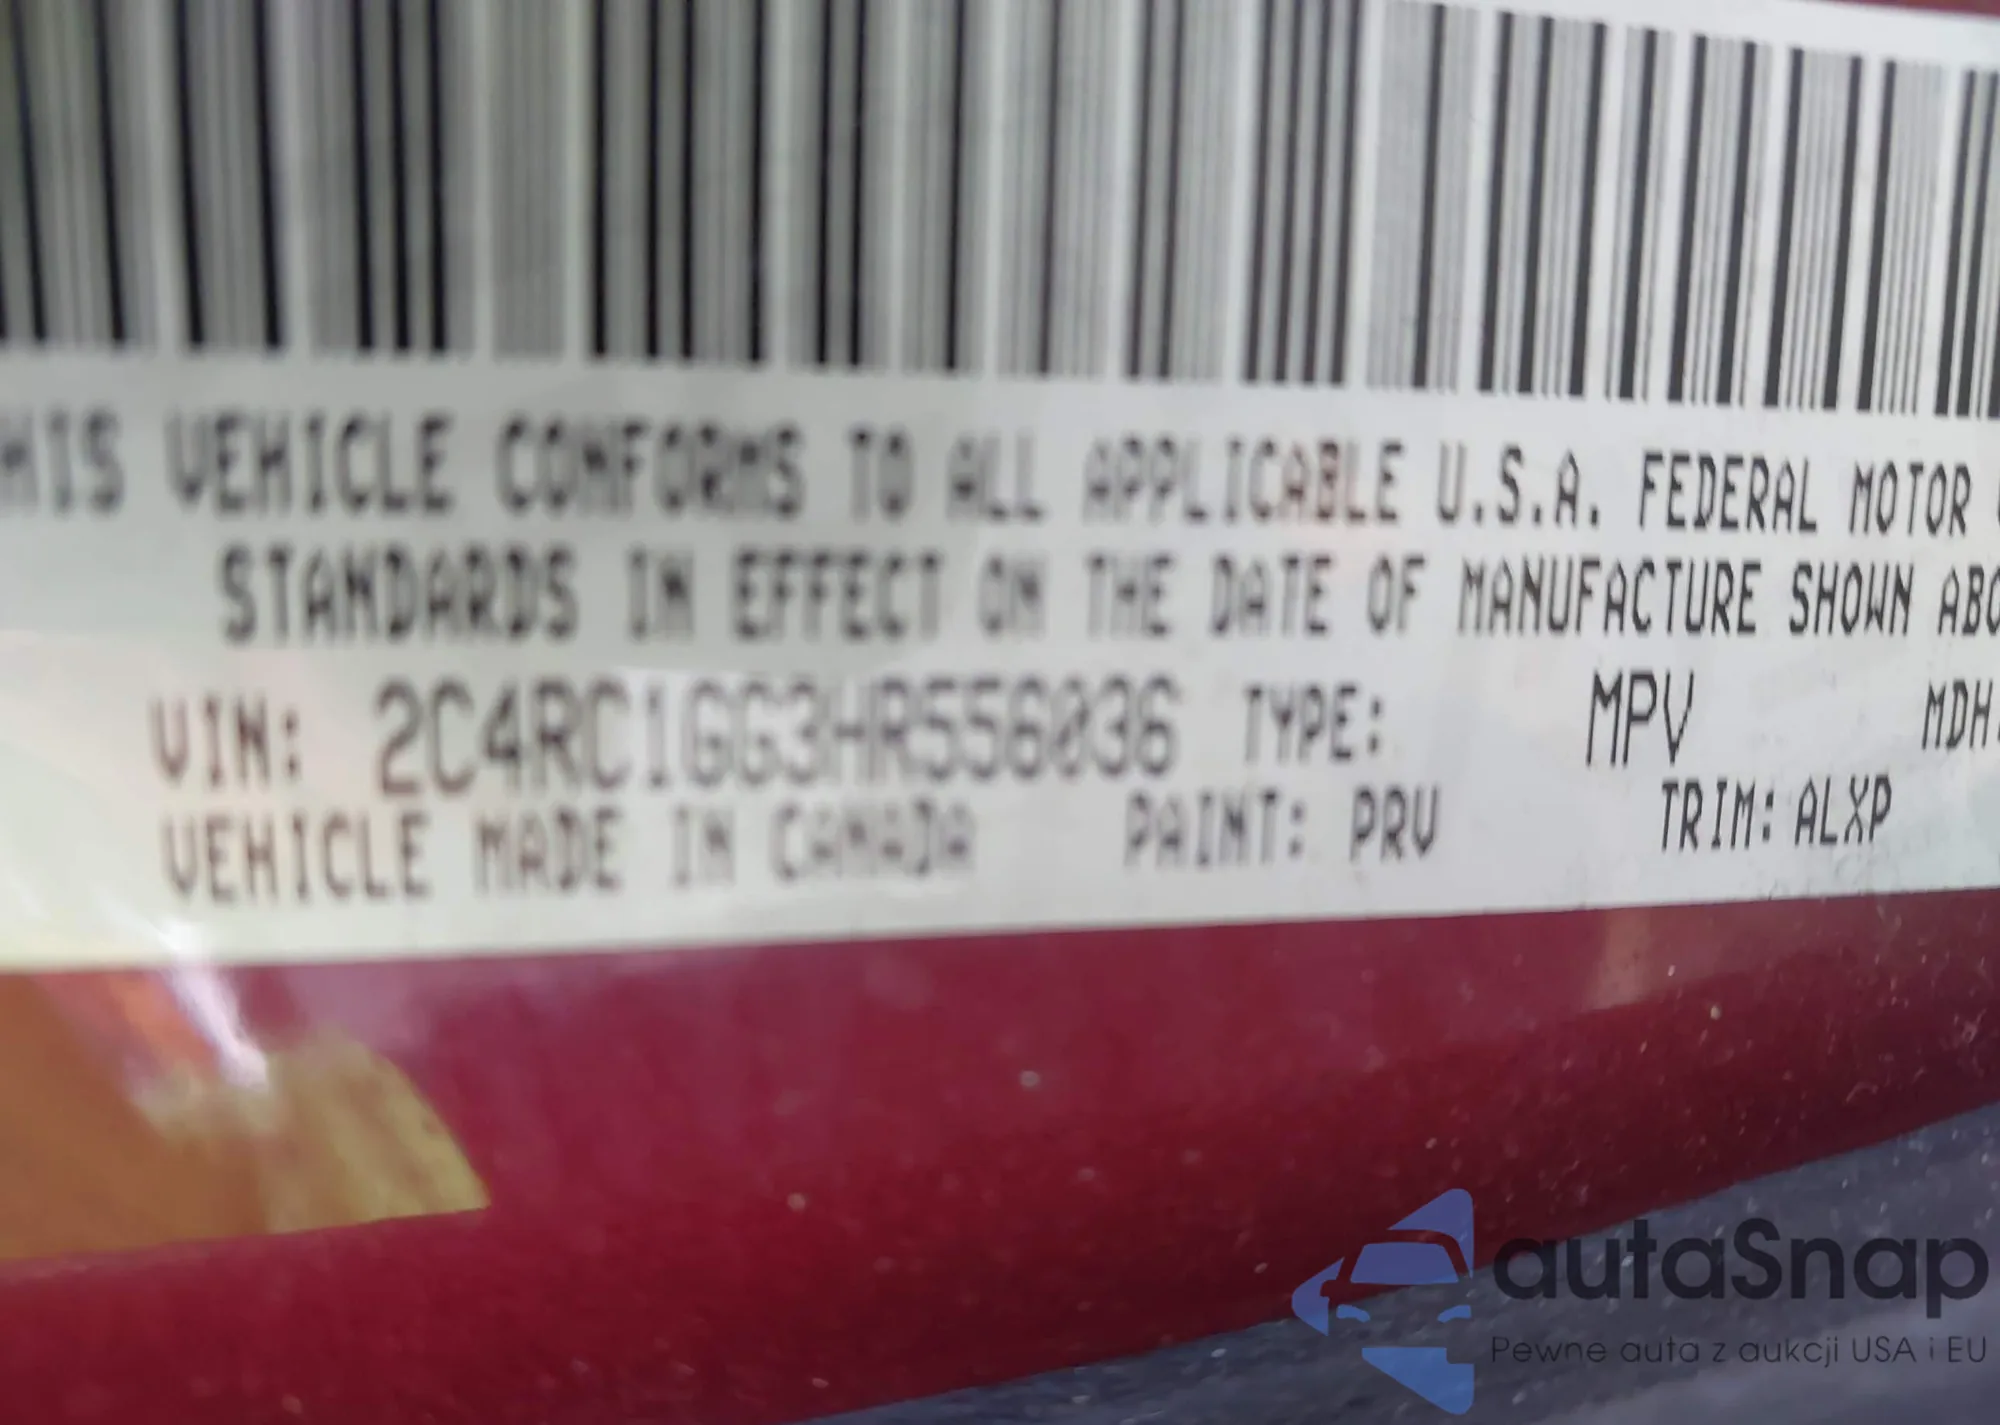 HIS VEHICLE CONFORMS TO ALL APPLICABLE U.S.A. FEDERAL MOTOR
STANDARDS IN EFFECT ON THE DATE OF MANUFACTURE SHOWN ABO
VIN: 2C4RC1GG3HR556036 TYPE: MPV MDH:
VEHICLE MADE IN CANADA PAINT: PRV TRIM: ALXP
autaSnap
Pewne auta z aukcji USA i EU